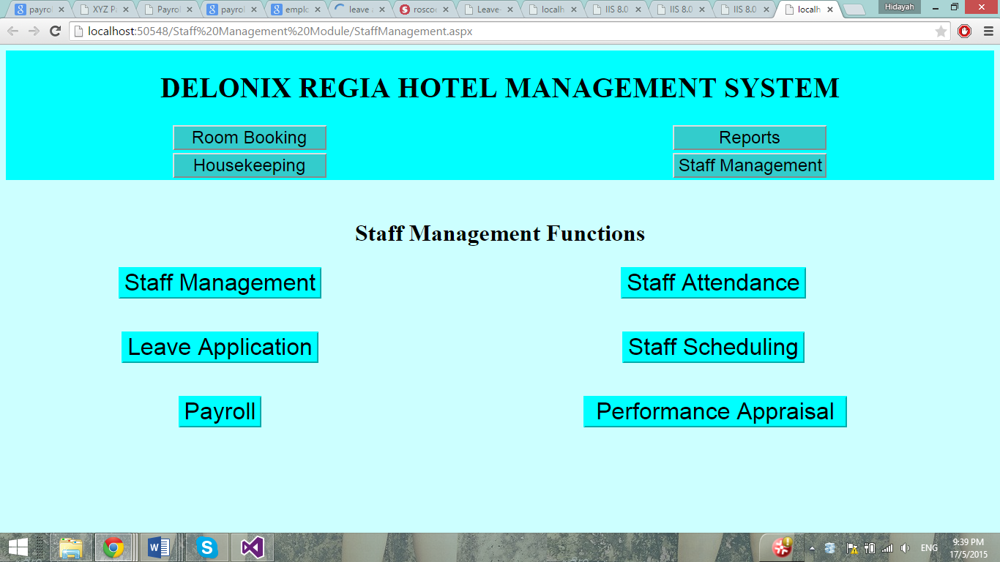 payrol XYZ P Payrol payrol emplo leave roscoe Leave- localh IIS 8.0 IIS 8.0 IIS 8.0 localh Hidayah
localhost:50548/Staff%20Management%20Module/StaffManagement.aspx
DELONIX REGIA HOTEL MANAGEMENT SYSTEM
Room Booking Reports
Housekeeping Staff Management
Staff Management Functions
Staff Management Staff Attendance
Leave Application Staff Scheduling
Payroll Performance Appraisal
ENG 9:39 PM
17/5/2015